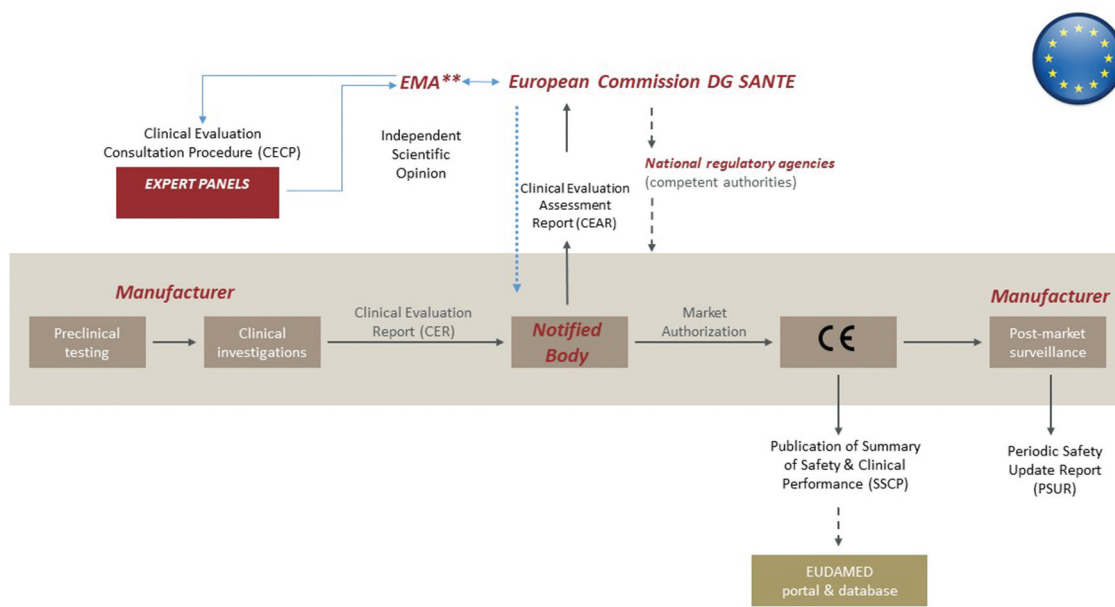 EMA**
European Commission DG SANTE
Clinical Evaluation
Consultation Procedure (CECP)
EXPERT PANELS
Independent
Scientific
Opinion
Clinical Evaluation
Assessment
Report (CEAR)
National regulatory agencies
(competent authorities)
Manufacturer
Preclinical
testing
Clinical
investigations
Clinical Evaluation
Report (CER)
Notified
Body
Market
Authorization
CE
Manufacturer
Post-market
surveillance
Publication of Summary
of Safety & Clinical
Performance (SSCP)
Periodic Safety
Update Report
(PSUR)
EUDAMED
portal & database